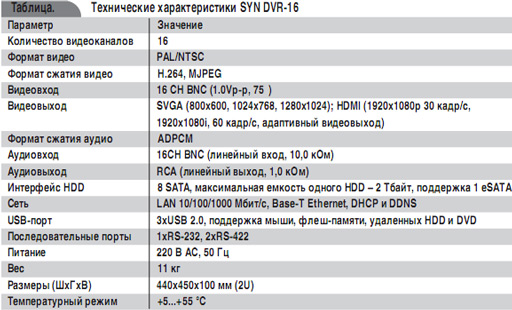 Таблица. Технические характеристики SYN DVR-16
Параметр Значение
Количество видеоканалов 16
Формат видео PAL/NTSC
Формат сжатия видео H.264, MJPEG
Видеовход 16 CH BNC (1.0Vp-p, 75 )
Видеовыход SVGA (800x600, 1024x768, 1280x1024); HDMI (1920x1080p 30 кадр/с,
1920x1080i, 60 кадр/с, адаптивный видеовыход)
Формат сжатия аудио ADPCM
Аудиовход 16CH BNC (линейный вход, 10,0 кОм)
Аудиовыход RCA (линейный выход, 1,0 кОм)
Интерфейс HDD 8 SATA, максимальная емкость одного HDD – 2 Тбайт, поддержка 1 eSATA
Сеть LAN 10/100/1000 Мбит/с, Base-T Ethernet, DHCP и DDNS
USB-порт 3xUSB 2.0, поддержка мыши, флеш-памяти, удаленных HDD и DVD
Последовательные порты 1xRS-232, 2xRS-422
Питание 220 В AC, 50 Гц
Вес 11 кг
Размеры (ШxГxВ) 440x450x100 мм (2U)
Температурный режим +5...+55 °C